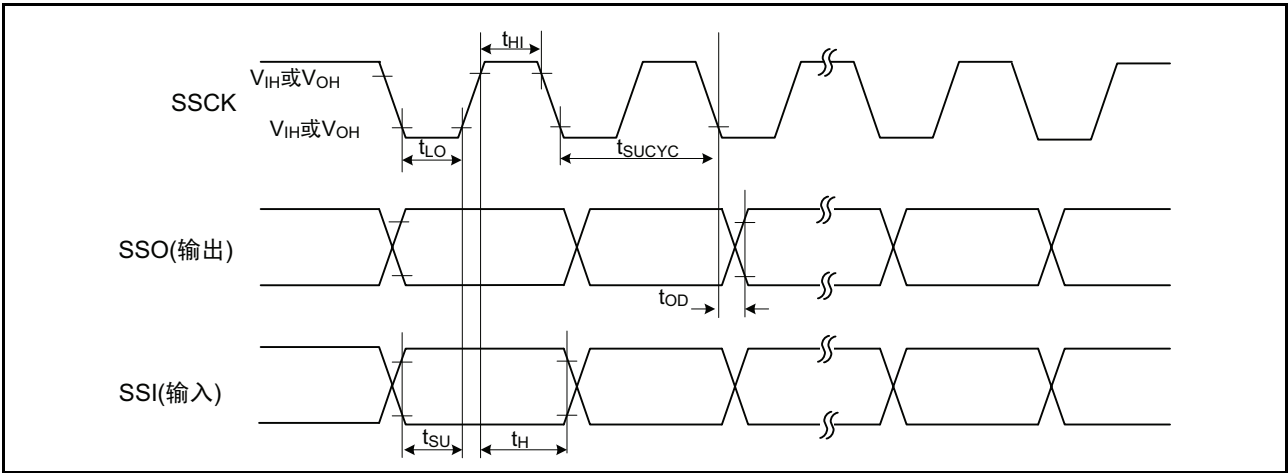 tHI
VIH或VOH
SSCK
VIH或VOH
tLO
tSUCYC
SSO(输出)
tOD
SSI(输入)
tSU
tH